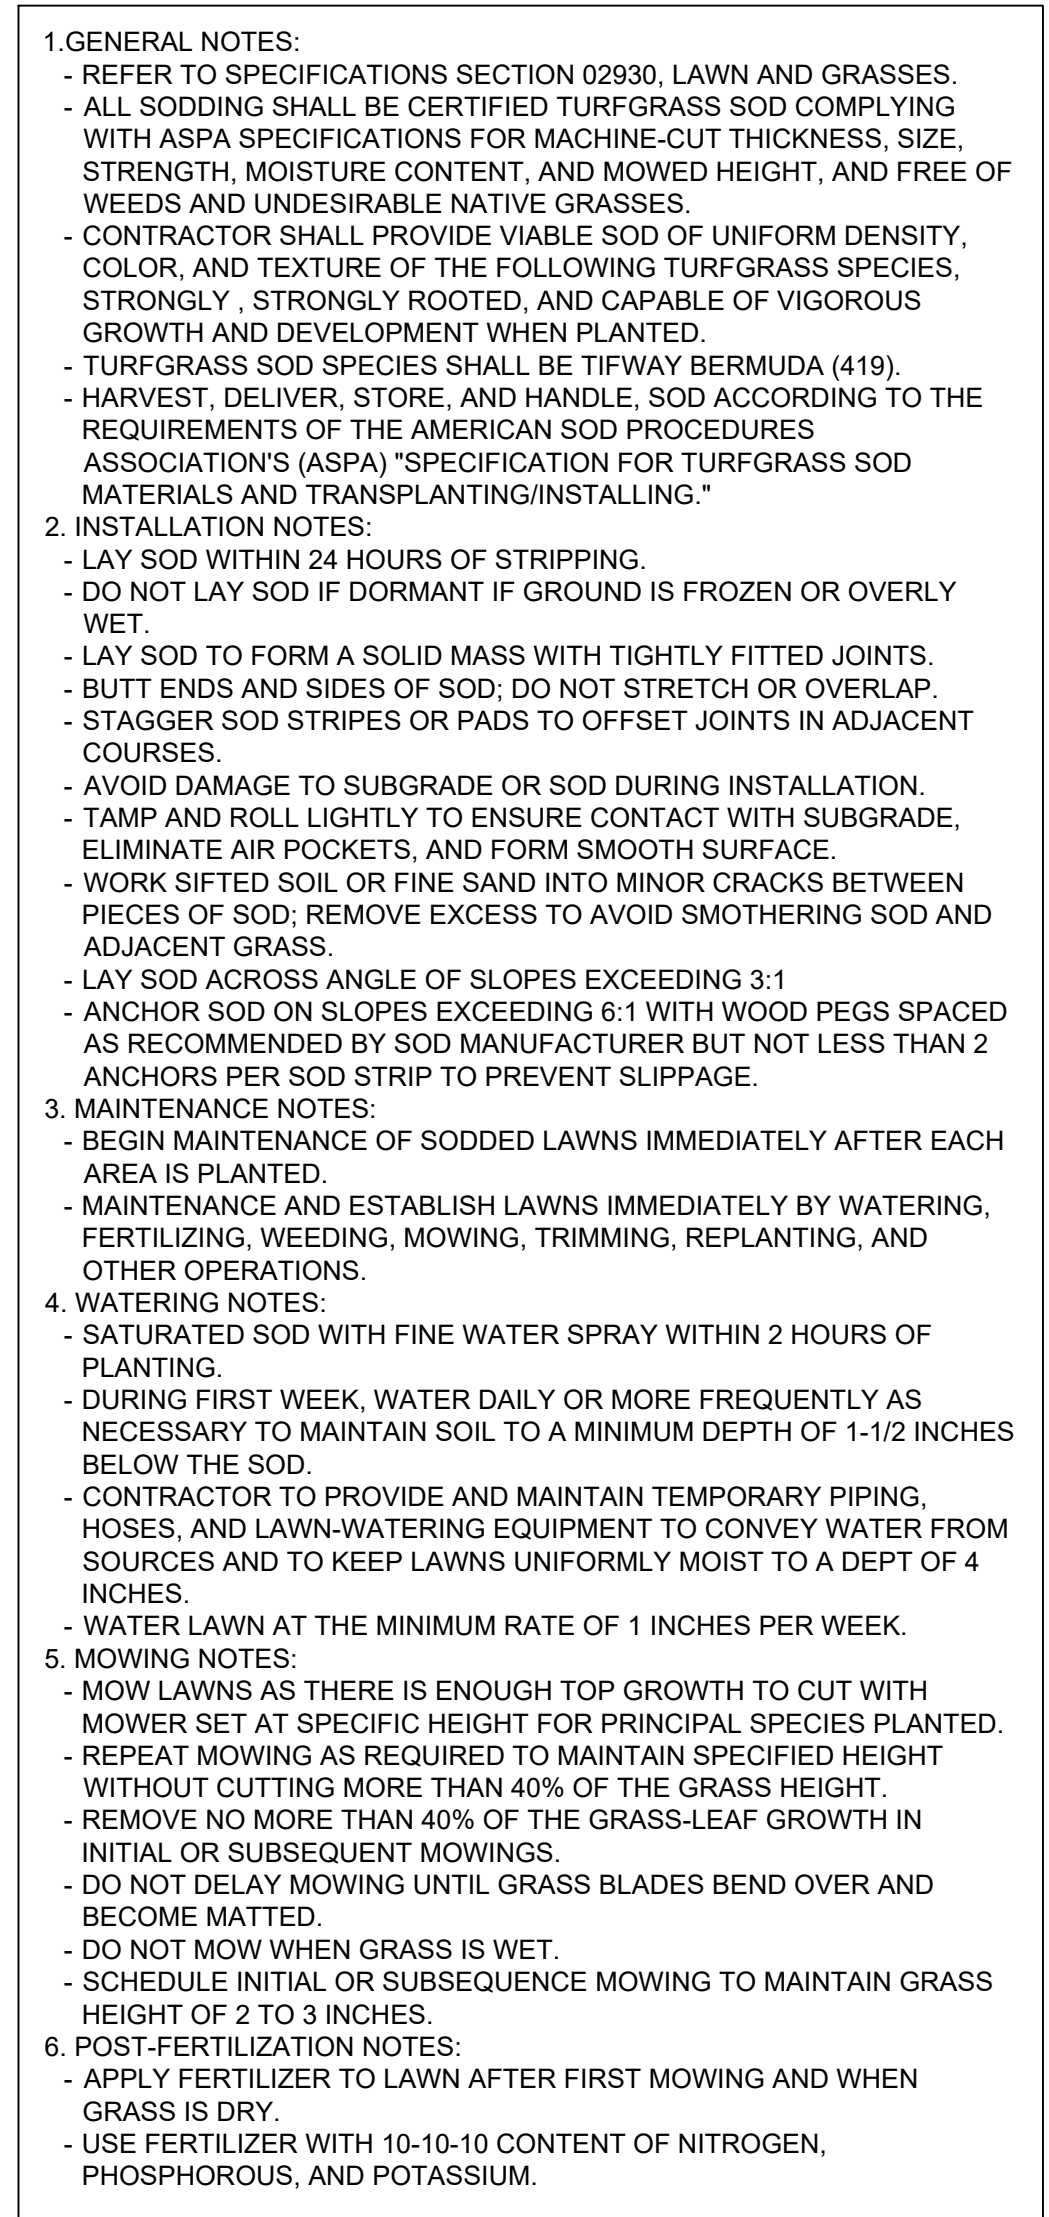 1.GENERAL NOTES:
- REFER TO SPECIFICATIONS SECTION 02930, LAWN AND GRASSES.
- ALL SODDING SHALL BE CERTIFIED TURFGRASS SOD COMPLYING
WITH ASPA SPECIFICATIONS FOR MACHINE-CUT THICKNESS, SIZE,
STRENGTH, MOISTURE CONTENT, AND MOWED HEIGHT, AND FREE OF
WEEDS AND UNDESIRABLE NATIVE GRASSES.
- CONTRACTOR SHALL PROVIDE VIABLE SOD OF UNIFORM DENSITY,
COLOR, AND TEXTURE OF THE FOLLOWING TURFGRASS SPECIES,
STRONGLY , STRONGLY ROOTED, AND CAPABLE OF VIGOROUS
GROWTH AND DEVELOPMENT WHEN PLANTED.
- TURFGRASS SOD SPECIES SHALL BE TIFWAY BERMUDA (419).
- HARVEST, DELIVER, STORE, AND HANDLE, SOD ACCORDING TO THE
REQUIREMENTS OF THE AMERICAN SOD PROCEDURES
ASSOCIATION'S (ASPA) "SPECIFICATION FOR TURFGRASS SOD
MATERIALS AND TRANSPLANTING/INSTALLING."
2. INSTALLATION NOTES:
- LAY SOD WITHIN 24 HOURS OF STRIPPING.
- DO NOT LAY SOD IF DORMANT IF GROUND IS FROZEN OR OVERLY
WET.
- LAY SOD TO FORM A SOLID MASS WITH TIGHTLY FITTED JOINTS.
- BUTT ENDS AND SIDES OF SOD; DO NOT STRETCH OR OVERLAP.
- STAGGER SOD STRIPES OR PADS TO OFFSET JOINTS IN ADJACENT
COURSES.
- AVOID DAMAGE TO SUBGRADE OR SOD DURING INSTALLATION.
- TAMP AND ROLL LIGHTLY TO ENSURE CONTACT WITH SUBGRADE,
ELIMINATE AIR POCKETS, AND FORM SMOOTH SURFACE.
- WORK SIFTED SOIL OR FINE SAND INTO MINOR CRACKS BETWEEN
PIECES OF SOD; REMOVE EXCESS TO AVOID SMOTHERING SOD AND
ADJACENT GRASS.
- LAY SOD ACROSS ANGLE OF SLOPES EXCEEDING 3:1
- ANCHOR SOD ON SLOPES EXCEEDING 6:1 WITH WOOD PEGS SPACED
AS RECOMMENDED BY SOD MANUFACTURER BUT NOT LESS THAN 2
ANCHORS PER SOD STRIP TO PREVENT SLIPPAGE.
3. MAINTENANCE NOTES:
- BEGIN MAINTENANCE OF SODDED LAWNS IMMEDIATELY AFTER EACH
AREA IS PLANTED.
- MAINTENANCE AND ESTABLISH LAWNS IMMEDIATELY BY WATERING,
FERTILIZING, WEEDING, MOWING, TRIMMING, REPLANTING, AND
OTHER OPERATIONS.
4. WATERING NOTES:
- SATURATED SOD WITH FINE WATER SPRAY WITHIN 2 HOURS OF
PLANTING.
- DURING FIRST WEEK, WATER DAILY OR MORE FREQUENTLY AS
NECESSARY TO MAINTAIN SOIL TO A MINIMUM DEPTH OF 1-1/2 INCHES
BELOW THE SOD.
- CONTRACTOR TO PROVIDE AND MAINTAIN TEMPORARY PIPING,
HOSES, AND LAWN-WATERING EQUIPMENT TO CONVEY WATER FROM
SOURCES AND TO KEEP LAWNS UNIFORMLY MOIST TO A DEPT OF 4
INCHES.
- WATER LAWN AT THE MINIMUM RATE OF 1 INCHES PER WEEK.
5. MOWING NOTES:
- MOW LAWNS AS THERE IS ENOUGH TOP GROWTH TO CUT WITH
MOWER SET AT SPECIFIC HEIGHT FOR PRINCIPAL SPECIES PLANTED.
- REPEAT MOWING AS REQUIRED TO MAINTAIN SPECIFIED HEIGHT
WITHOUT CUTTING MORE THAN 40% OF THE GRASS HEIGHT.
- REMOVE NO MORE THAN 40% OF THE GRASS-LEAF GROWTH IN
INITIAL OR SUBSEQUENT MOWINGS.
- DO NOT DELAY MOWING UNTIL GRASS BLADES BEND OVER AND
BECOME MATTED.
- DO NOT MOW WHEN GRASS IS WET.
- SCHEDULE INITIAL OR SUBSEQUENCE MOWING TO MAINTAIN GRASS
HEIGHT OF 2 TO 3 INCHES.
6. POST-FERTILIZATION NOTES:
- APPLY FERTILIZER TO LAWN AFTER FIRST MOWING AND WHEN
GRASS IS DRY.
- USE FERTILIZER WITH 10-10-10 CONTENT OF NITROGEN,
PHOSPHOROUS, AND POTASSIUM.